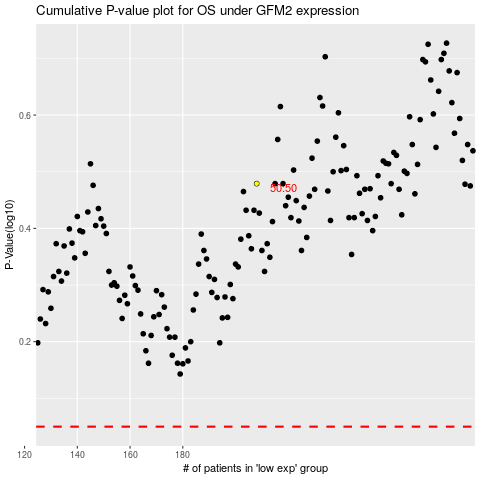 Cumulative P-value plot for OS under GFM2 expression
P-Value(log10)
0.6
0.4
0.2
50.50
120 140 160 180
# of patients in 'low exp' group